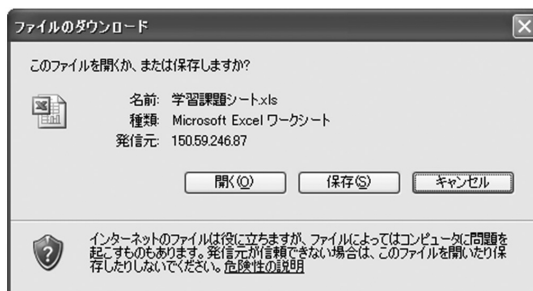 ファイルのダウンロード
このファイルを開くか、または保存しますか?
名前: 学習課題シート.xls
種類: Microsoft Excel ワークシート
発信元: 150.59.246.87
開く(O) 保存(S) キャンセル
インターネットのファイルは役に立ちますが、ファイルによってはコンピュータに問題を
起こすものもあります。発信元が信頼できない場合は、このファイルを開いたり保
存したりしないでください。危険性の説明